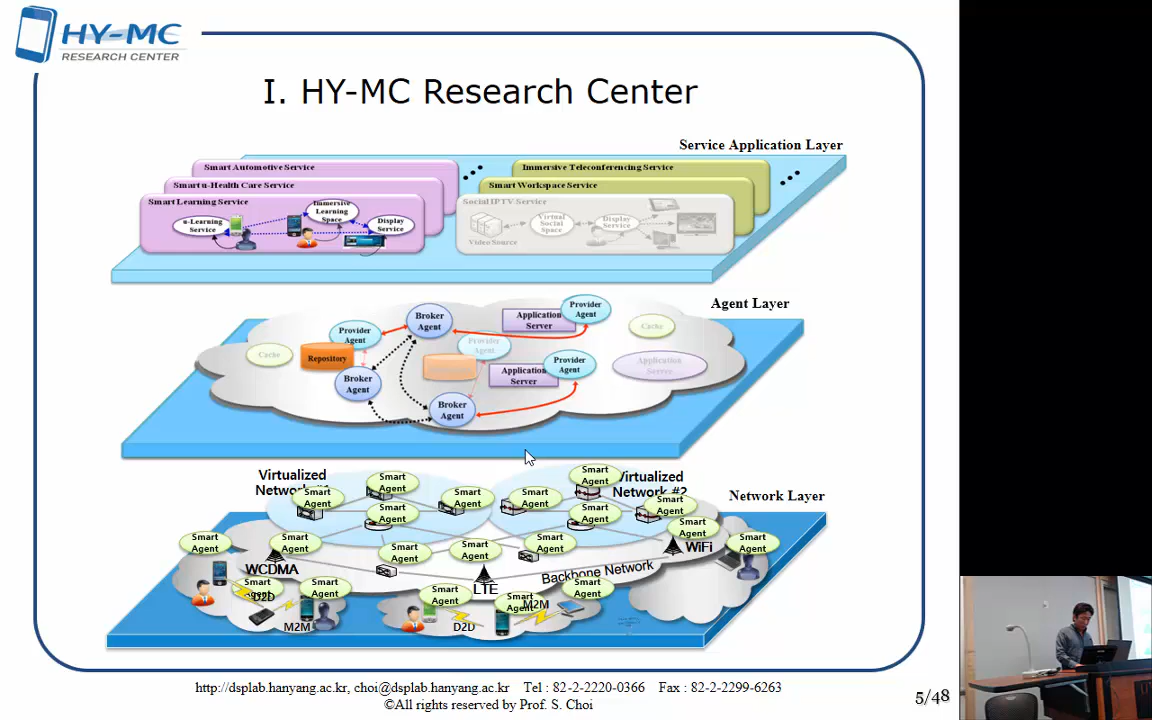 HY-MC
RESEARCH CENTER
I. HY-MC Research Center
Service Application Layer
Smart Automotive Service
Smart u-Health Care Service
Smart Learning Service
u-Learning
Service
Immersive
Learning
Space
Display
Service
Immersive Teleconferencing Service
Smart Workspace Service
Social IPTV Service
Video Source
Virtual
Social
Space
Display
Service
Agent Layer
Cache
Provider
Agent
Repository
Broker
Agent
Broker
Agent
Broker
Agent
Provider
Agent
Application
Server
Provider
Agent
Application
Server
Provider
Agent
Cache
Application
Server
Network Layer
Virtualized
Network #1
Virtualized
Network #2
Smart
Agent
Smart
Agent
Smart
Agent
Smart
Agent
Smart
Agent
Smart
Agent
Smart
Agent
Smart
Agent
Smart
Agent
Smart
Agent
Smart
Agent
Smart
Agent
Smart
Agent
Smart
Agent
Smart
Agent
WCDMA
LTE
WiFi
Backbone Network
Smart
Agent
D2D
Smart
Agent
M2M
Smart
Agent
D2D
Smart
Agent
M2M
Smart
Agent
http://dsplab.hanyang.ac.kr, choi@dsplab.hanyang.ac.kr Tel : 82-2-2220-0366 Fax : 82-2-2299-6263
©All rights reserved by Prof. S. Choi
5/48